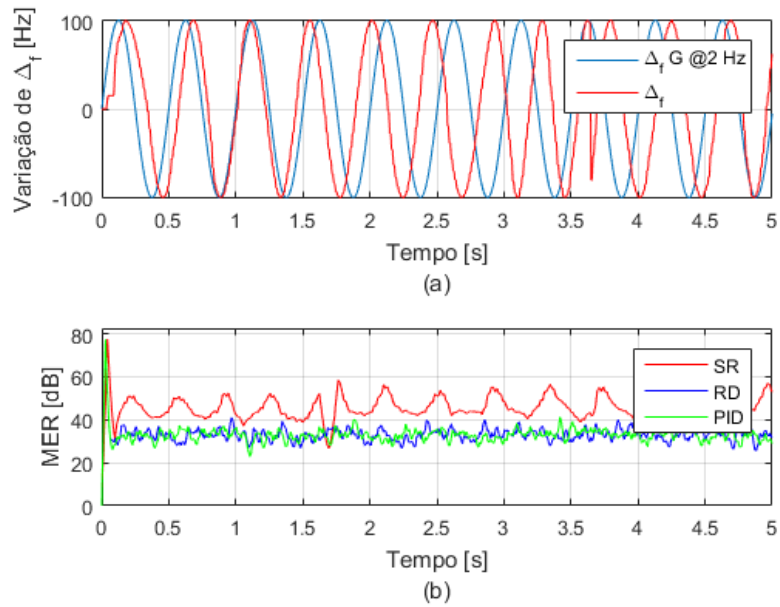 Variação de Δf [Hz]
100
0
-100
Δf G @2 Hz
Δf
0 0.5 1 1.5 2 2.5 3 3.5 4 4.5 5
Tempo [s]
(a)
MER [dB]
80
60
40
20
0
SR
RD
PID
0 0.5 1 1.5 2 2.5 3 3.5 4 4.5 5
Tempo [s]
(b)